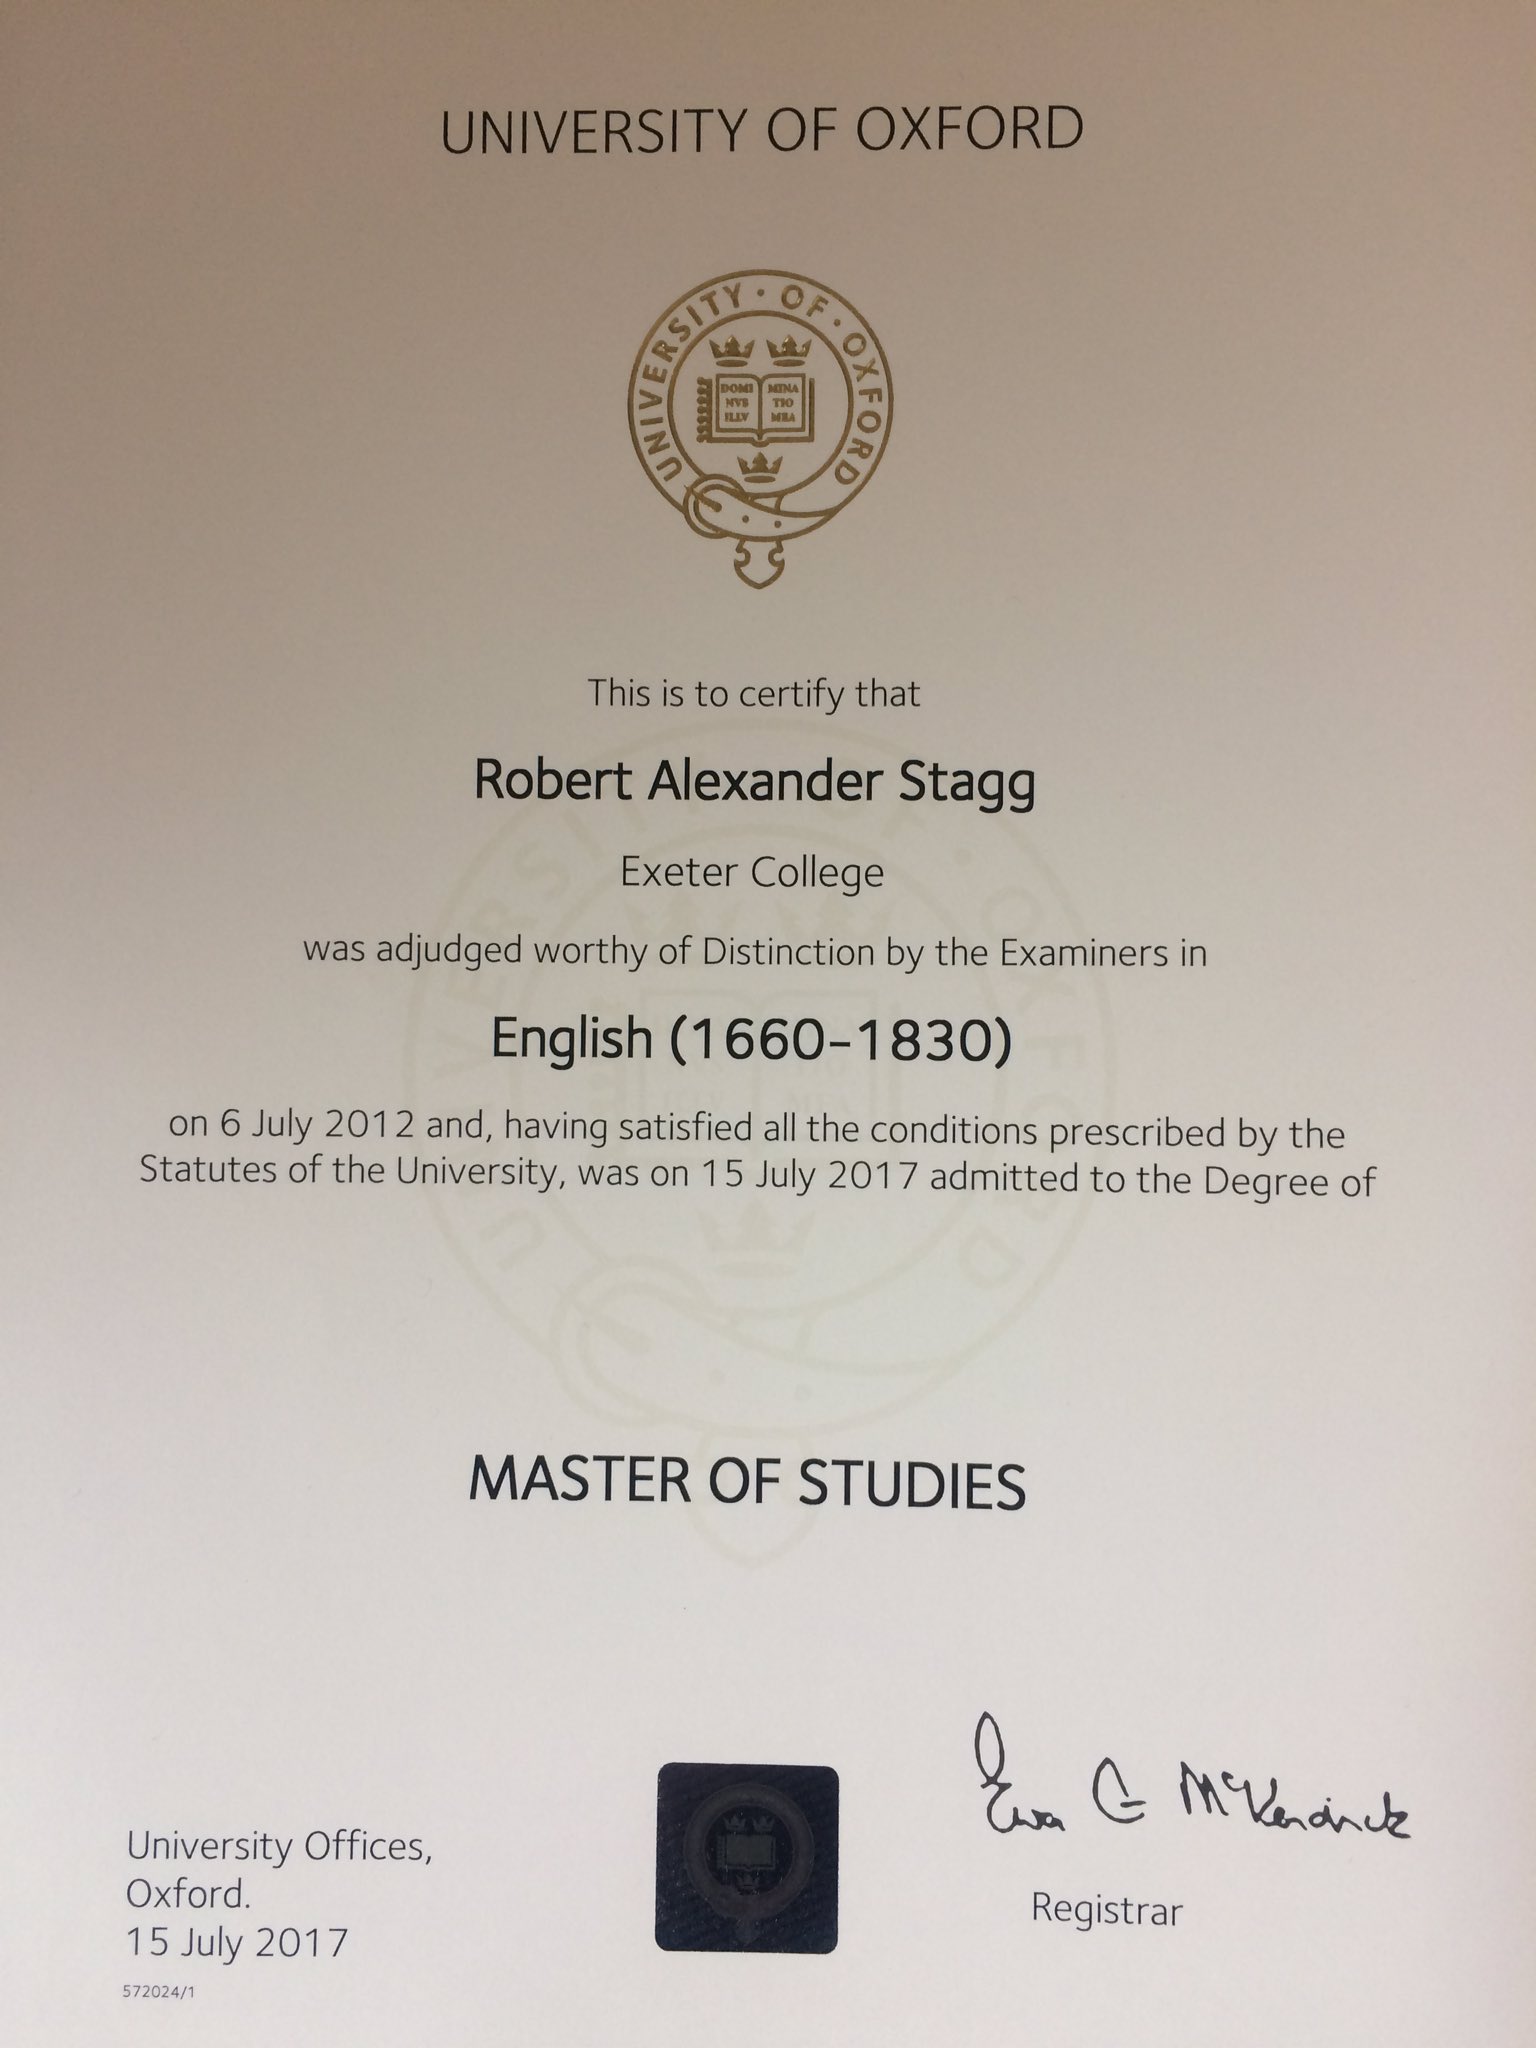 UNIVERSITY OF OXFORD
UNIVERSITY · OF · OXFORD
DOMI MINA
NVS TIO
ILLV MEA
This is to certify that
Robert Alexander Stagg
Exeter College
was adjudged worthy of Distinction by the Examiners in
English (1660–1830)
on 6 July 2012 and, having satisfied all the conditions prescribed by the
Statutes of the University, was on 15 July 2017 admitted to the Degree of
MASTER OF STUDIES
Ewa G McKendrick
Registrar
University Offices,
Oxford.
15 July 2017
572024/1